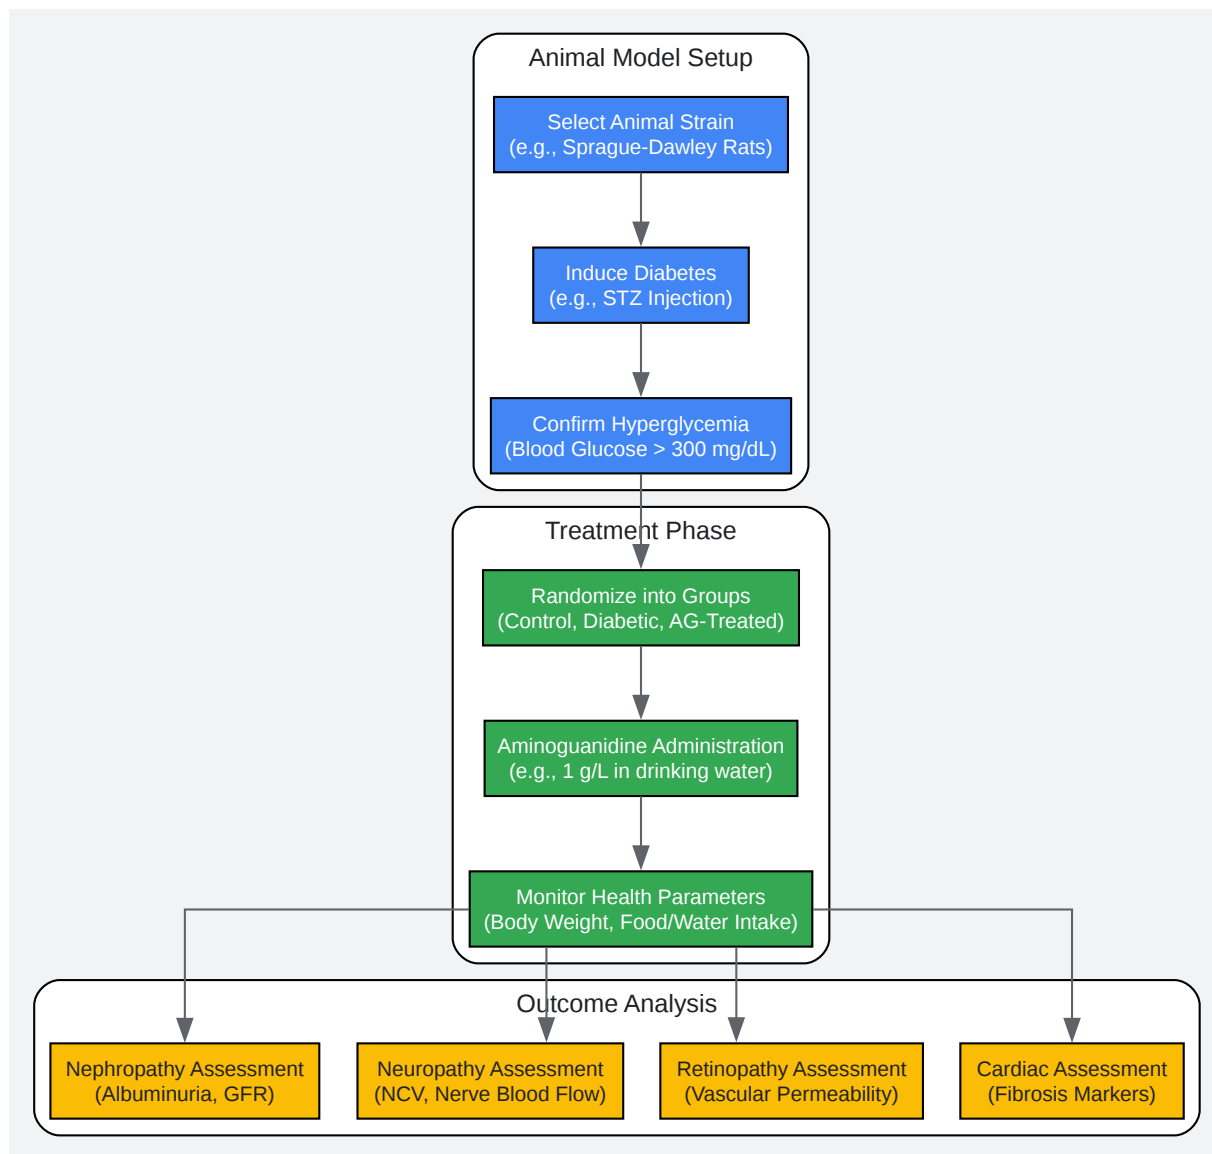 Animal Model Setup
Select Animal Strain
(e.g., Sprague-Dawley Rats)
Induce Diabetes
(e.g., STZ Injection)
Confirm Hyperglycemia
(Blood Glucose > 300 mg/dL)
Treatment Phase
Randomize into Groups
(Control, Diabetic, AG-Treated)
Aminoguanidine Administration
(e.g., 1 g/L in drinking water)
Monitor Health Parameters
(Body Weight, Food/Water Intake)
Outcome Analysis
Nephropathy Assessment
(Albuminuria, GFR)
Neuropathy Assessment
(NCV, Nerve Blood Flow)
Retinopathy Assessment
(Vascular Permeability)
Cardiac Assessment
(Fibrosis Markers)